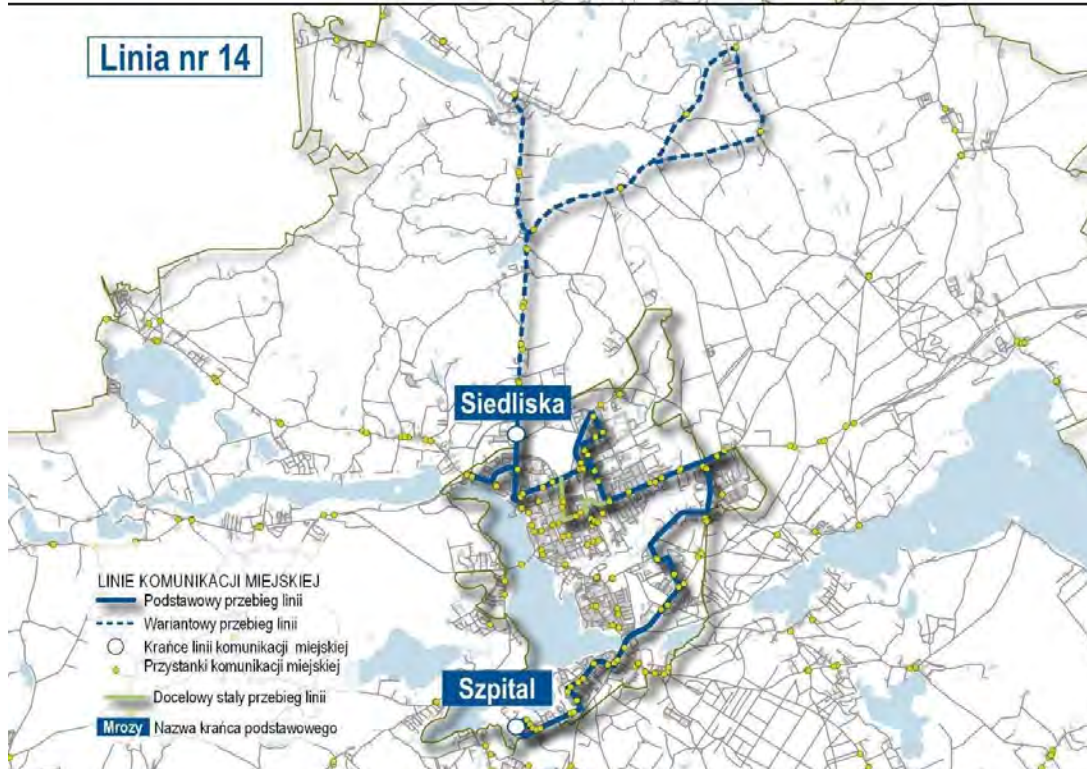 Linia nr 14
Siedliska
LINIE KOMUNIKACJI MIEJSKIEJ
Podstawowy przebieg linii
Wariantowy przebieg linii
Krańce linii komunikacji miejskiej
Przystanki komunikacji miejskiej
Docelowy stały przebieg linii
Mrozy Nazwa krańca podstawowego
Szpital